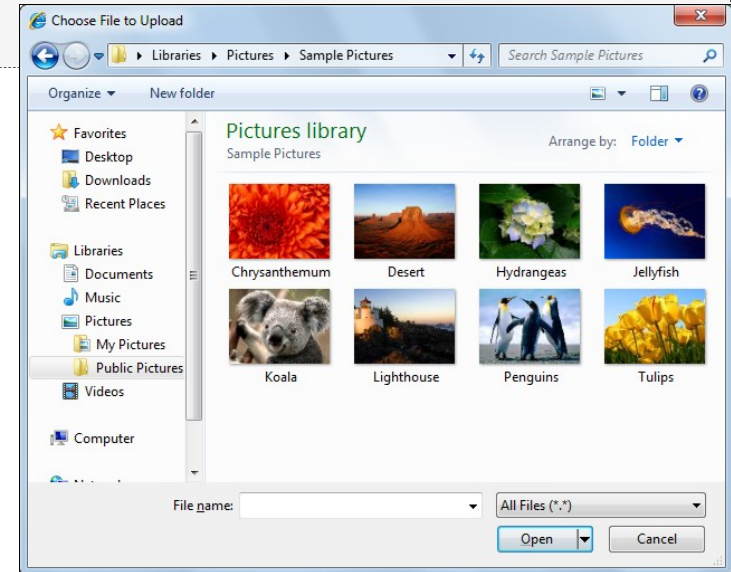 Choose File to Upload
Libraries Pictures Sample Pictures
Search Sample Pictures
Organize New folder
Favorites
Desktop
Downloads
Recent Places
Libraries
Documents
Music
Pictures
My Pictures
Public Pictures
Videos
Computer
Pictures library
Sample Pictures
Arrange by: Folder
Chrysanthemum Desert Hydrangeas Jellyfish
Koala Lighthouse Penguins Tulips
File name: All Files (*.*)
Open Cancel